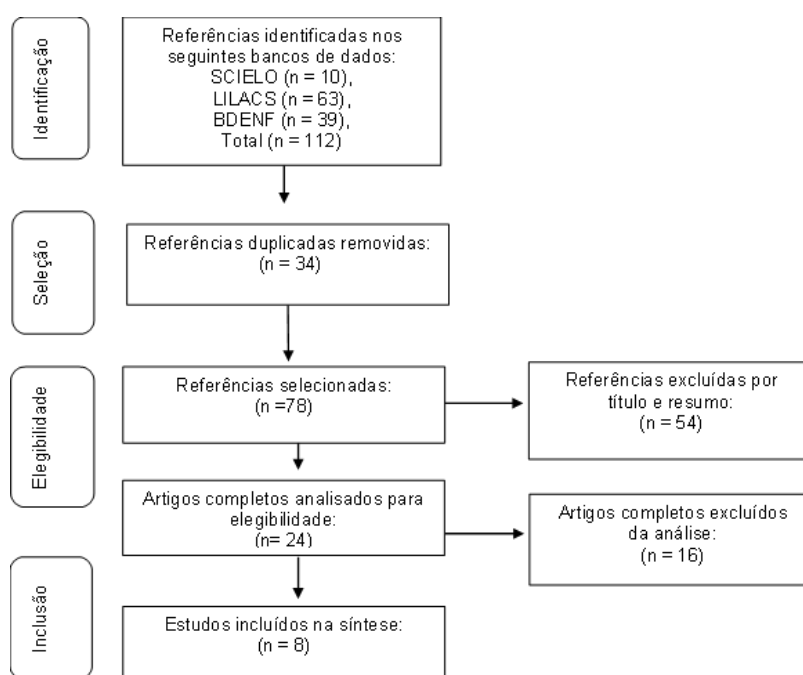 Identificação
Referências identificadas nos
seguintes bancos de dados:
SCIELO (n = 10),
LILACS (n = 63),
BDENF (n = 39),
Total (n = 112)
Seleção
Referências duplicadas removidas:
(n = 34)
Elegibilidade
Referências selecionadas:
(n =78)
Referências excluídas por
título e resumo:
(n = 54)
Artigos completos analisados para
elegibilidade:
(n= 24)
Artigos completos excluídos
da análise:
(n = 16)
Inclusão
Estudos incluídos na síntese:
(n = 8)